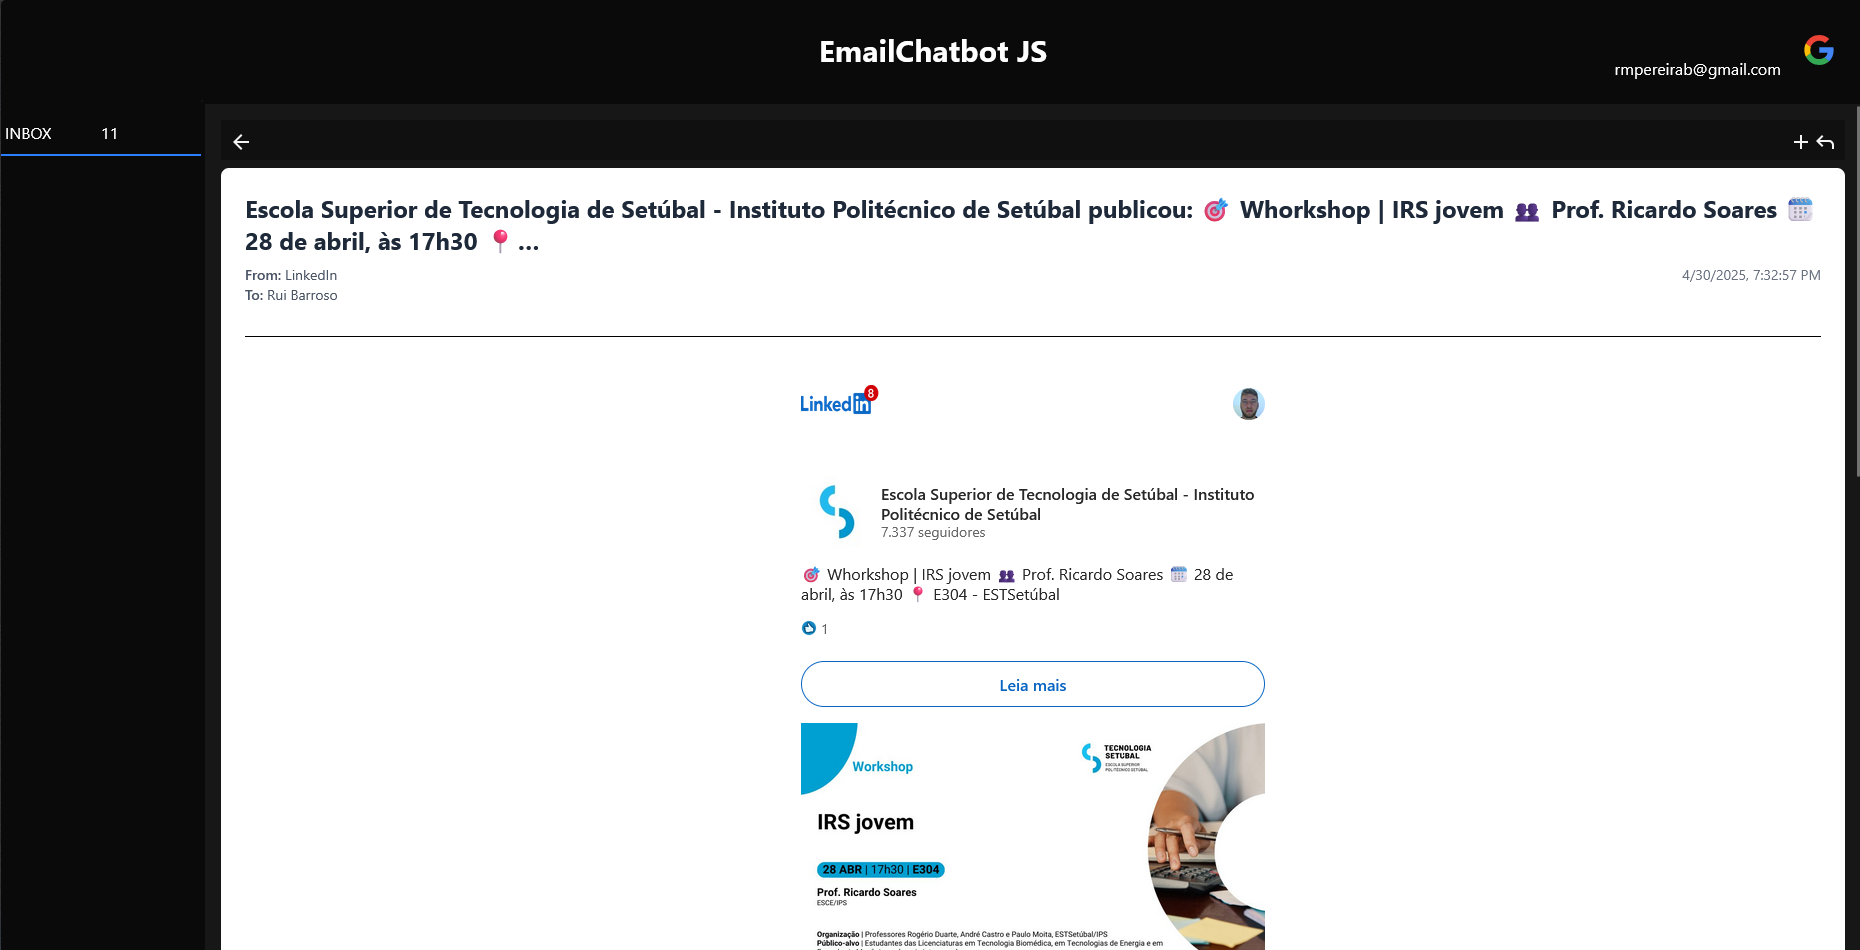 EmailChatbot JS
rmpereirab@gmail.com
INBOX 11
Escola Superior de Tecnologia de Setúbal - Instituto Politécnico de Setúbal publicou: 🎯 Whorkshop | IRS jovem 👥 Prof. Ricardo Soares 🗓️
28 de abril, às 17h30 📍 ...
From: LinkedIn
4/30/2025, 7:32:57 PM
To: Rui Barroso
LinkedIn 8
Escola Superior de Tecnologia de Setúbal - Instituto
Politécnico de Setúbal
7.337 seguidores
🎯 Whorkshop | IRS jovem 👥 Prof. Ricardo Soares 🗓️ 28 de
abril, às 17h30 📍 E304 - ESTSetúbal
1
Leia mais
Workshop
TECNOLOGIA
SETÚBAL
ESCOLA SUPERIOR
POLITÉCNICO SETÚBAL
IRS jovem
28 ABR | 17h30 | E304
Prof. Ricardo Soares
ESCE/IPS
Organização | Professores Rogério Duarte, André Castro e Paulo Moita, ESTSetúbal/IPS
Público-alvo | Estudantes das Licenciaturas em Tecnologia Biomédica, em Tecnologias de Energia e em